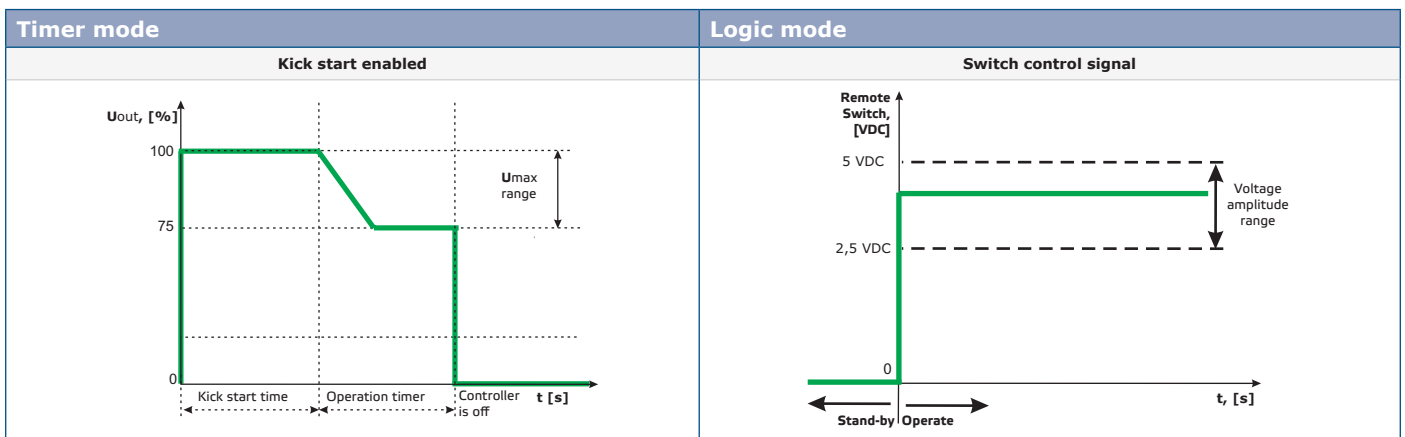 Timer mode
Logic mode
Kick start enabled
Switch control signal
Uout, [%]
100
75
0
Umax
range
Kick start time
Operation timer
Controller
is off
t [s]
Remote
Switch,
[VDC]
5 VDC
2,5 VDC
0
Voltage
amplitude
range
t, [s]
Stand-by
Operate